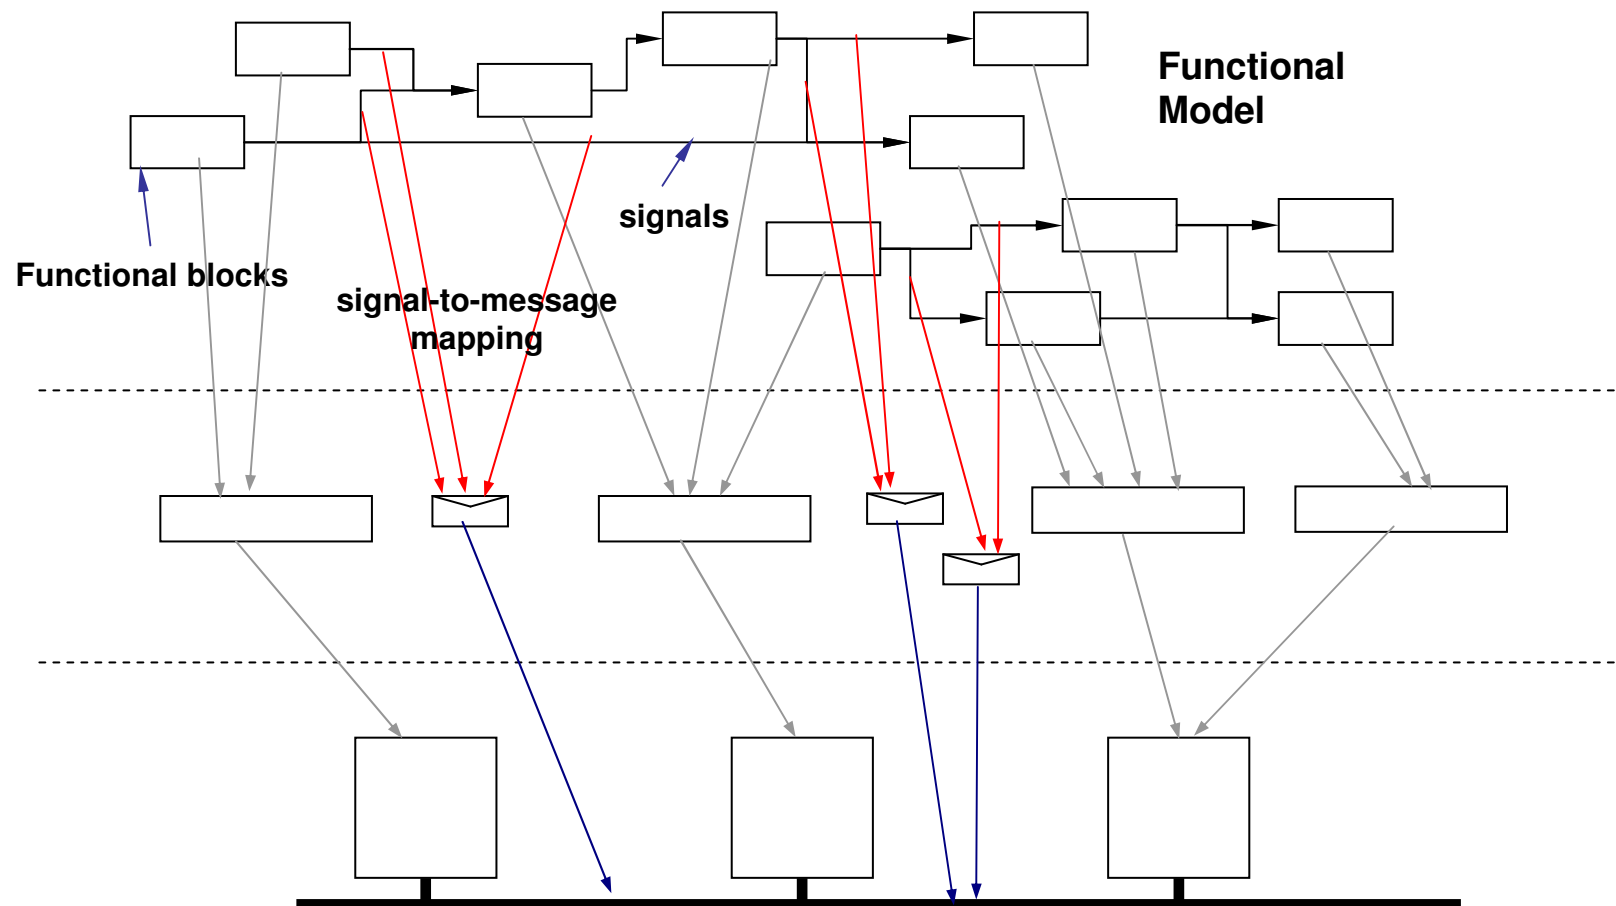 Functional
Model
signals
Functional blocks
signal-to-message
mapping